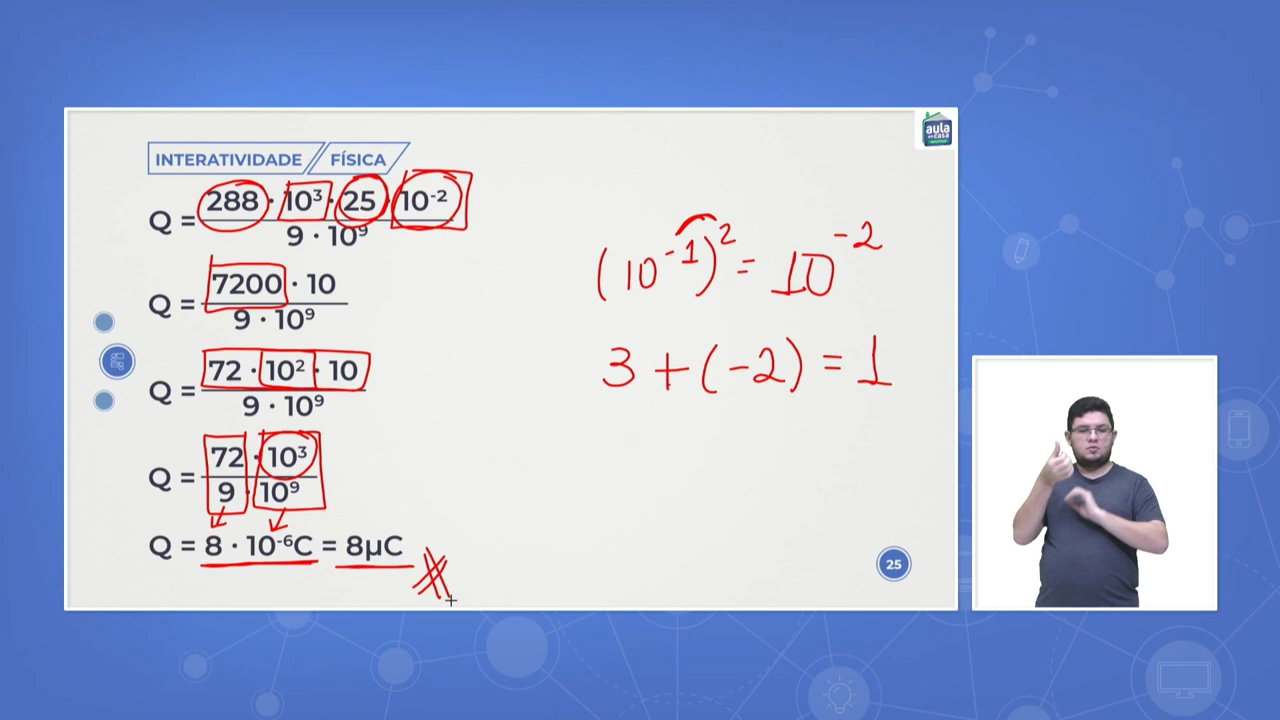 aula
em casa
INTERATIVIDADE // FÍSICA
Q = 288 · 10³ · 25 · 10⁻² / 9 · 10⁹
Q = 7200 · 10 / 9 · 10⁹
Q = 72 · 10² · 10 / 9 · 10⁹
Q = 72 · 10³ / 9 · 10⁹
Q = 8 · 10⁻⁶C = 8µC
(10⁻¹)² = 10⁻²
3 + (-2) = 1
25